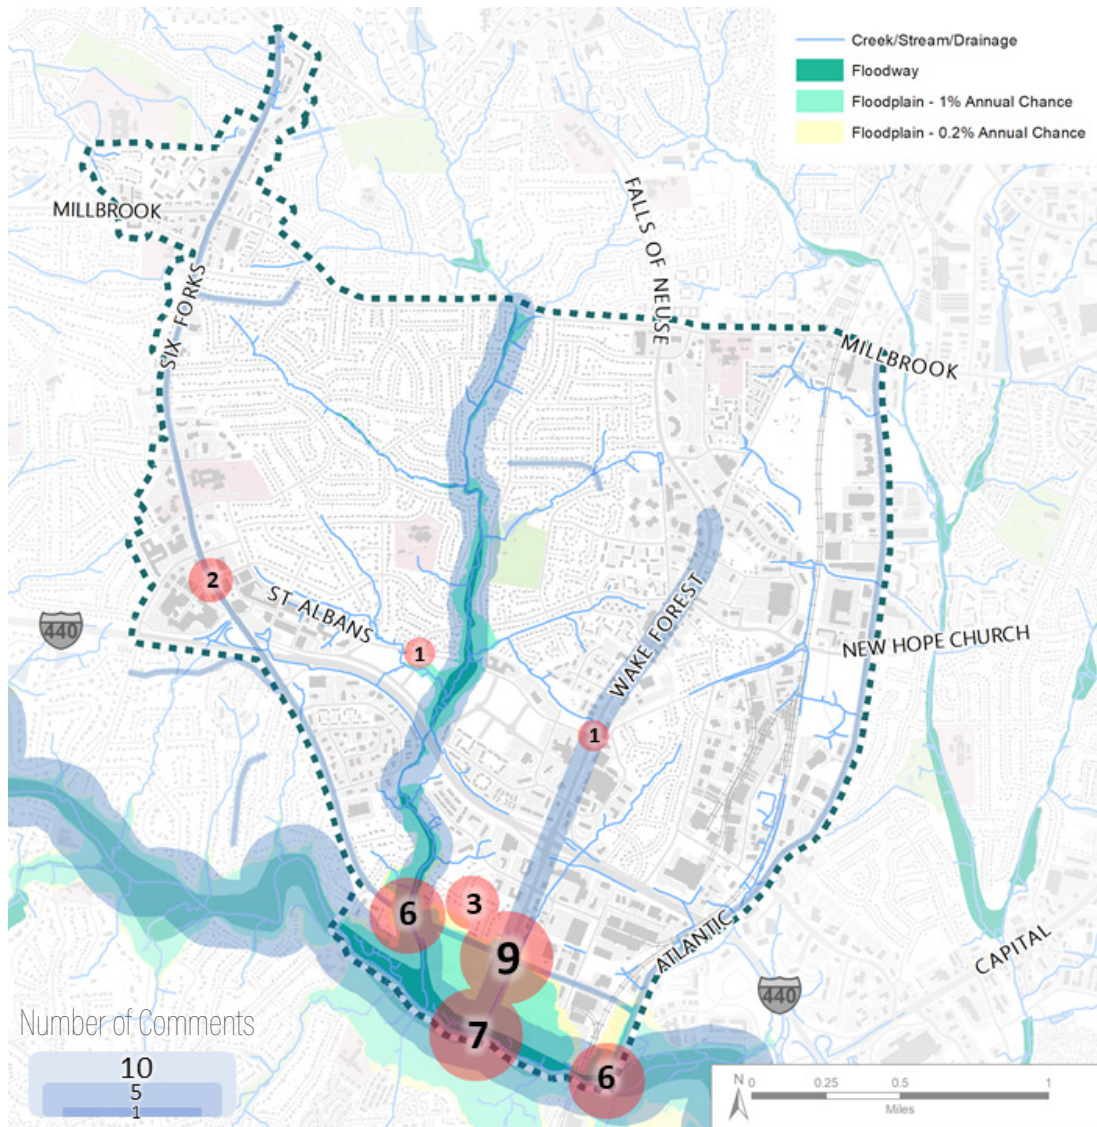 Creek/Stream/Drainage
Floodway
Floodplain - 1% Annual Chance
Floodplain - 0.2% Annual Chance
MILLBROOK
FALLS OF NEUSE
SIX FORKS
MILLBROOK
2
ST ALBANS
440
1
NEW HOPE CHURCH
WAKE FOREST
1
6
3
9
ATLANTIC
CAPITAL
440
7
6
Number of Comments
10
5
1
N
0 0.25 0.5 1
Miles